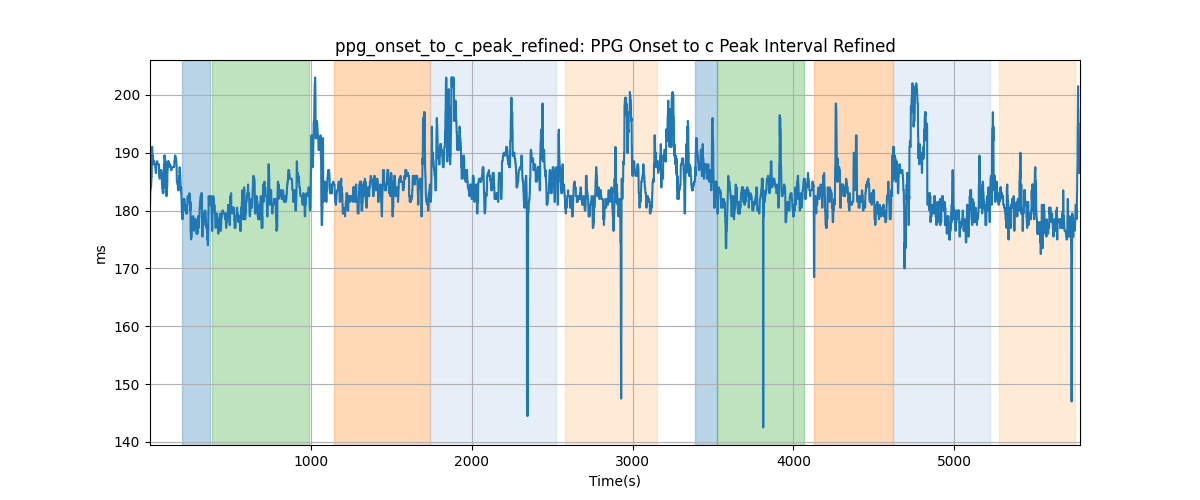 ppg_onset_to_c_peak_refined: PPG Onset to c Peak Interval Refined
200
190
180
170
160
150
140
ms
1000 2000 3000 4000 5000
Time(s)